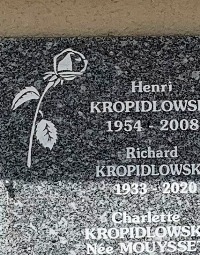 Henri
KROPIDLOWSK
1954 - 2008
Richard
KROPIDLOWSK
1933 - 2020
Charlette
KROPIDLOWSK
Née MOUYSSE